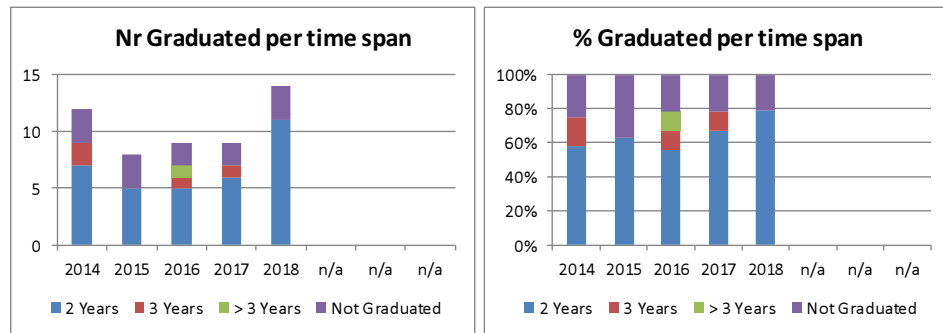 Nr Graduated per time span
15
10
5
0
2014 2015 2016 2017 2018 n/a n/a n/a
2 Years 3 Years > 3 Years Not Graduated
% Graduated per time span
100%
80%
60%
40%
20%
0%
2014 2015 2016 2017 2018 n/a n/a n/a
2 Years 3 Years > 3 Years Not Graduated